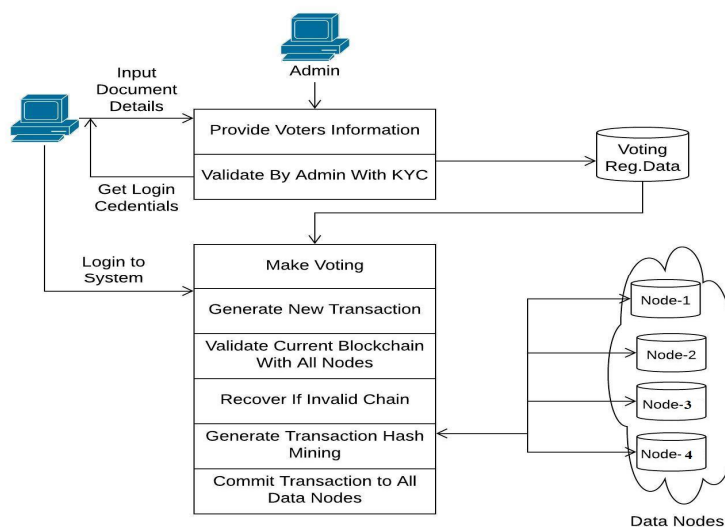 Admin
Input
Document
Details
Provide Voters Information
Validate By Admin With KYC
Get Login
Cedentials
Voting
Reg.Data
Login to
System
Make Voting
Generate New Transaction
Validate Current Blockchain
With All Nodes
Recover If Invalid Chain
Generate Transaction Hash
Mining
Commit Transaction to All
Data Nodes
Node-1
Node-2
Node-3
Node- 4
Data Nodes